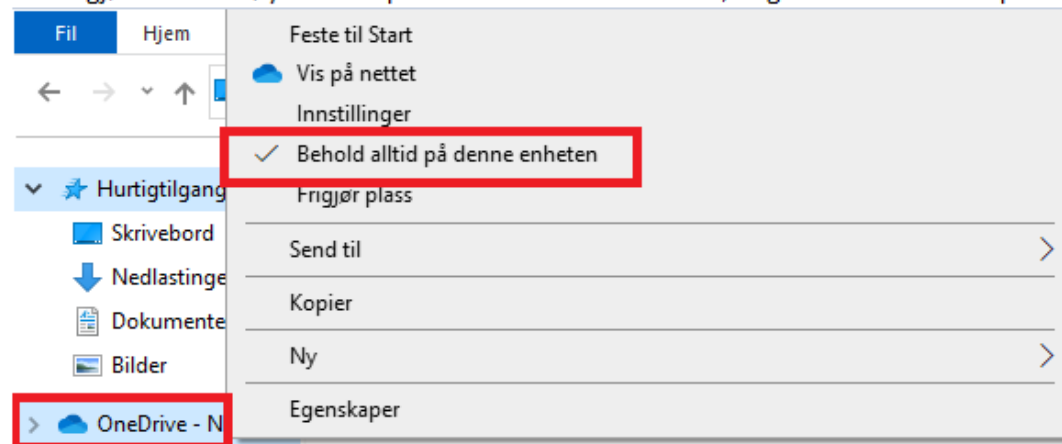 Fil
Hjem
Feste til Start
Vis på nettet
Innstillinger
Behold alltid på denne enheten
Hurtigtilgang
Frigjør plass
Skrivebord
Send til
Nedlastinge
Kopier
Dokumente
Ny
Bilder
Egenskaper
OneDrive - N